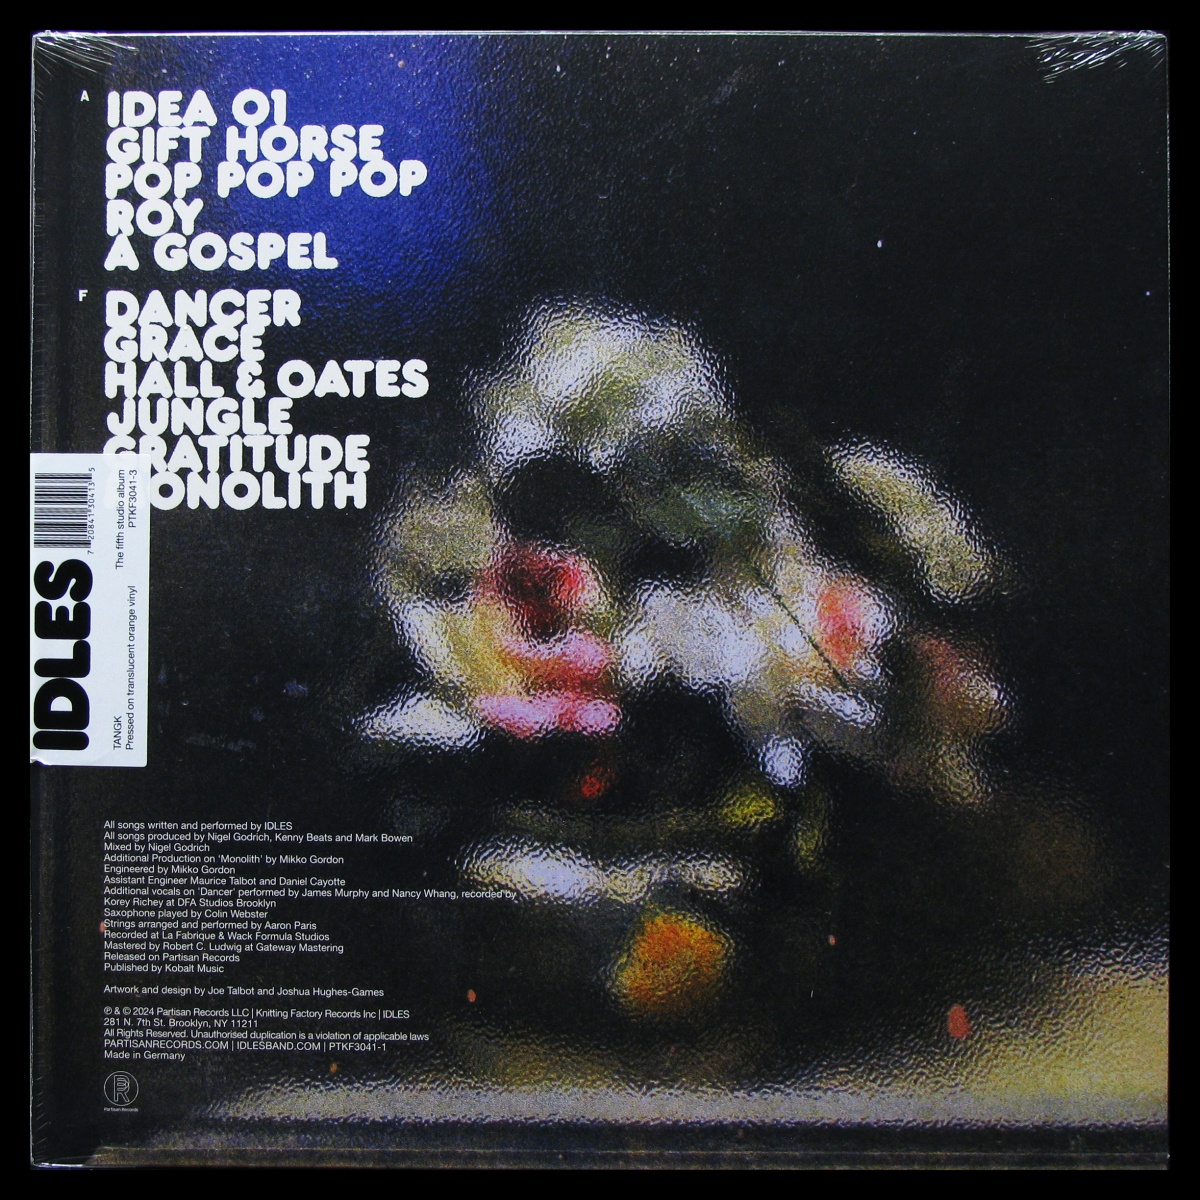 A
IDEA 01
GIFT HORSE
POP POP POP
ROY
A GOSPEL
F
DANCER
GRACE
HALL & OATES
JUNGLE
GRATITUDE
MONOLITH
7 20841 30413 5
The fifth studio album
PTKF3041-3
IDLES
TANGK
Pressed on translucent orange vinyl
All songs written and performed by IDLES
All songs produced by Nigel Godrich, Kenny Beats and Mark Bowen
Mixed by Nigel Godrich
Additional Production on 'Monolith' by Mikko Gordon
Engineered by Mikko Gordon
Assistant Engineer Maurice Talbot and Daniel Cayotte
Additional vocals on 'Dancer' performed by James Murphy and Nancy Whang, recorded by
Korey Richey at DFA Studios Brooklyn
Saxophone played by Colin Webster
Strings arranged and performed by Aaron Paris
Recorded at La Fabrique & Wack Formula Studios
Mastered by Robert C. Ludwig at Gateway Mastering
Released on Partisan Records
Published by Kobalt Music
Artwork and design by Joe Talbot and Joshua Hughes-Games
℗ & © 2024 Partisan Records LLC | Knitting Factory Records Inc | IDLES
281 N. 7th St. Brooklyn, NY 11211
All Rights Reserved. Unauthorised duplication is a violation of applicable laws
PARTISANRECORDS.COM | IDLESBAND.COM | PTKF3041-1
Made in Germany
Partisan Records